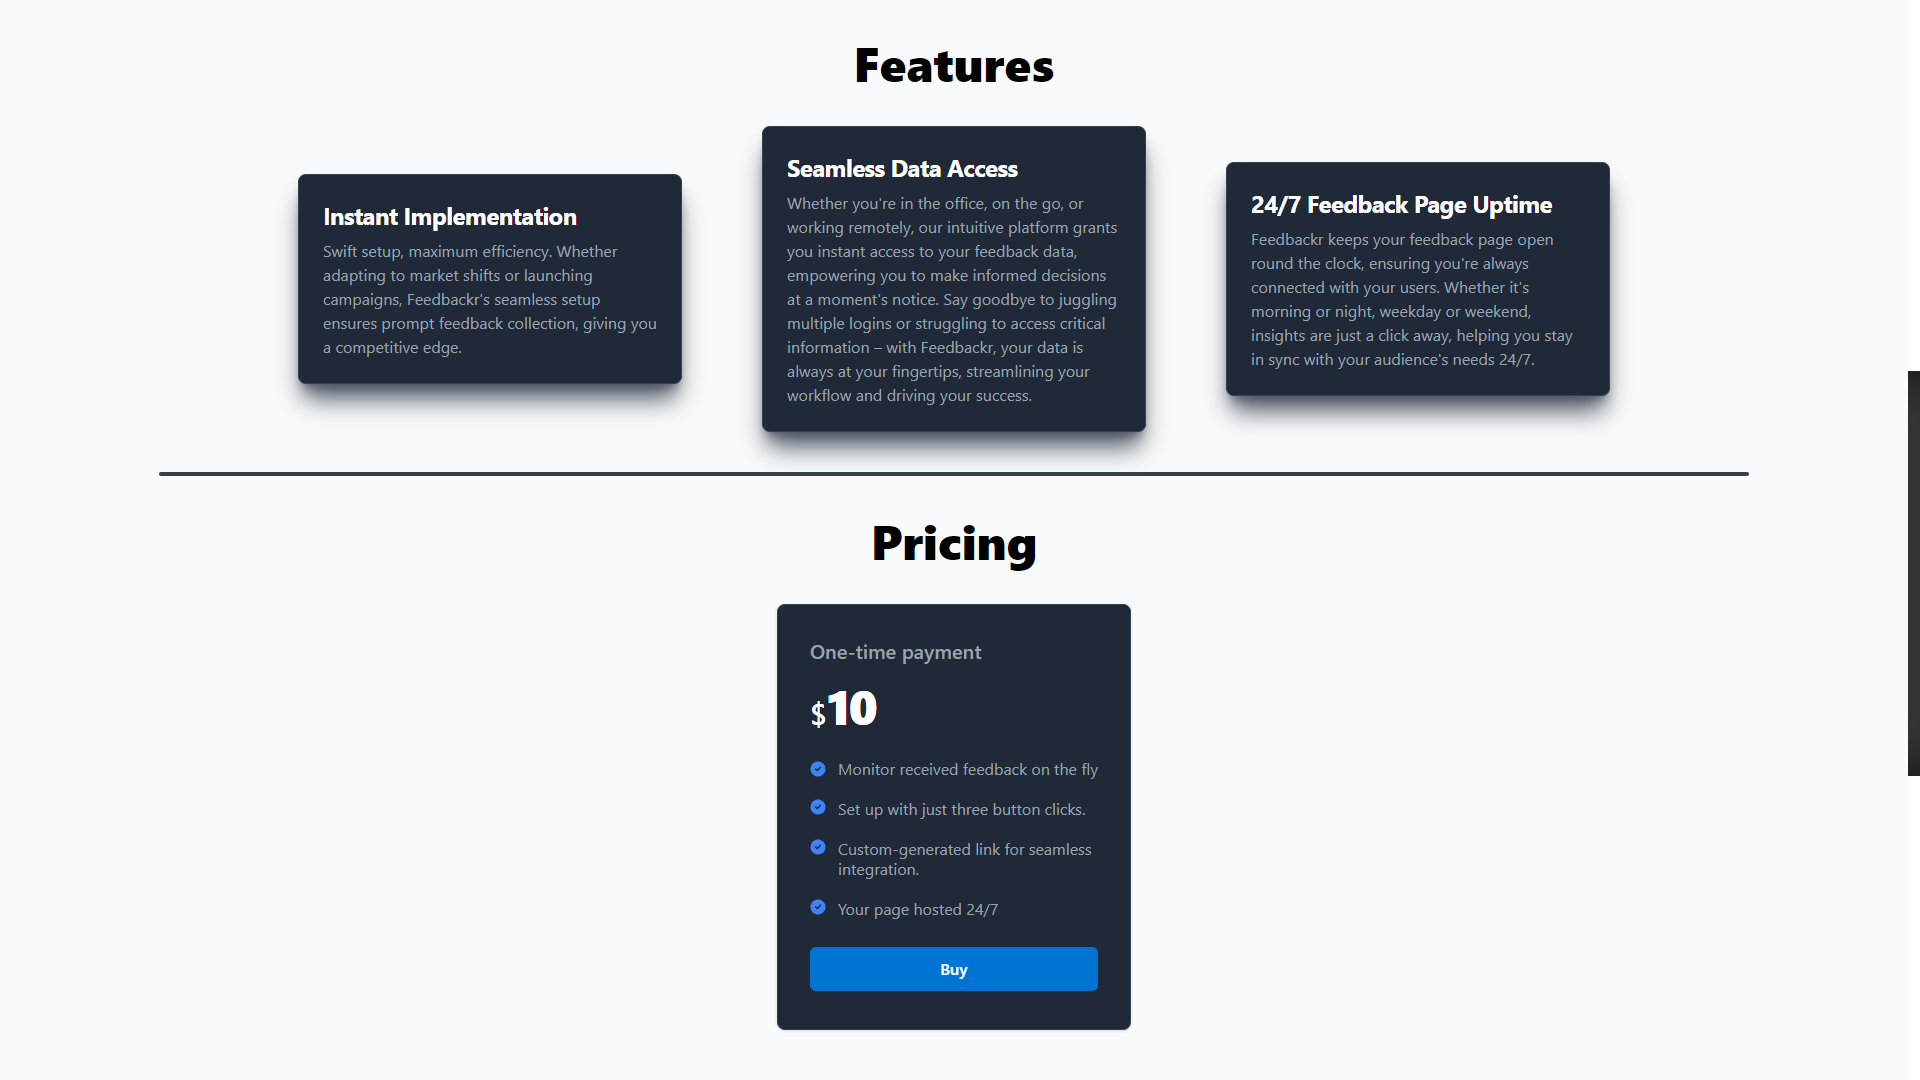 Features
Instant Implementation
Swift setup, maximum efficiency. Whether
adapting to market shifts or launching
campaigns, Feedbackr's seamless setup
ensures prompt feedback collection, giving you
a competitive edge.
Seamless Data Access
Whether you're in the office, on the go, or
working remotely, our intuitive platform grants
you instant access to your feedback data,
empowering you to make informed decisions
at a moment's notice. Say goodbye to juggling
multiple logins or struggling to access critical
information – with Feedbackr, your data is
always at your fingertips, streamlining your
workflow and driving your success.
24/7 Feedback Page Uptime
Feedbackr keeps your feedback page open
round the clock, ensuring you're always
connected with your users. Whether it's
morning or night, weekday or weekend,
insights are just a click away, helping you stay
in sync with your audience's needs 24/7.
Pricing
One-time payment
$10
Monitor received feedback on the fly
Set up with just three button clicks.
Custom-generated link for seamless
integration.
Your page hosted 24/7
Buy